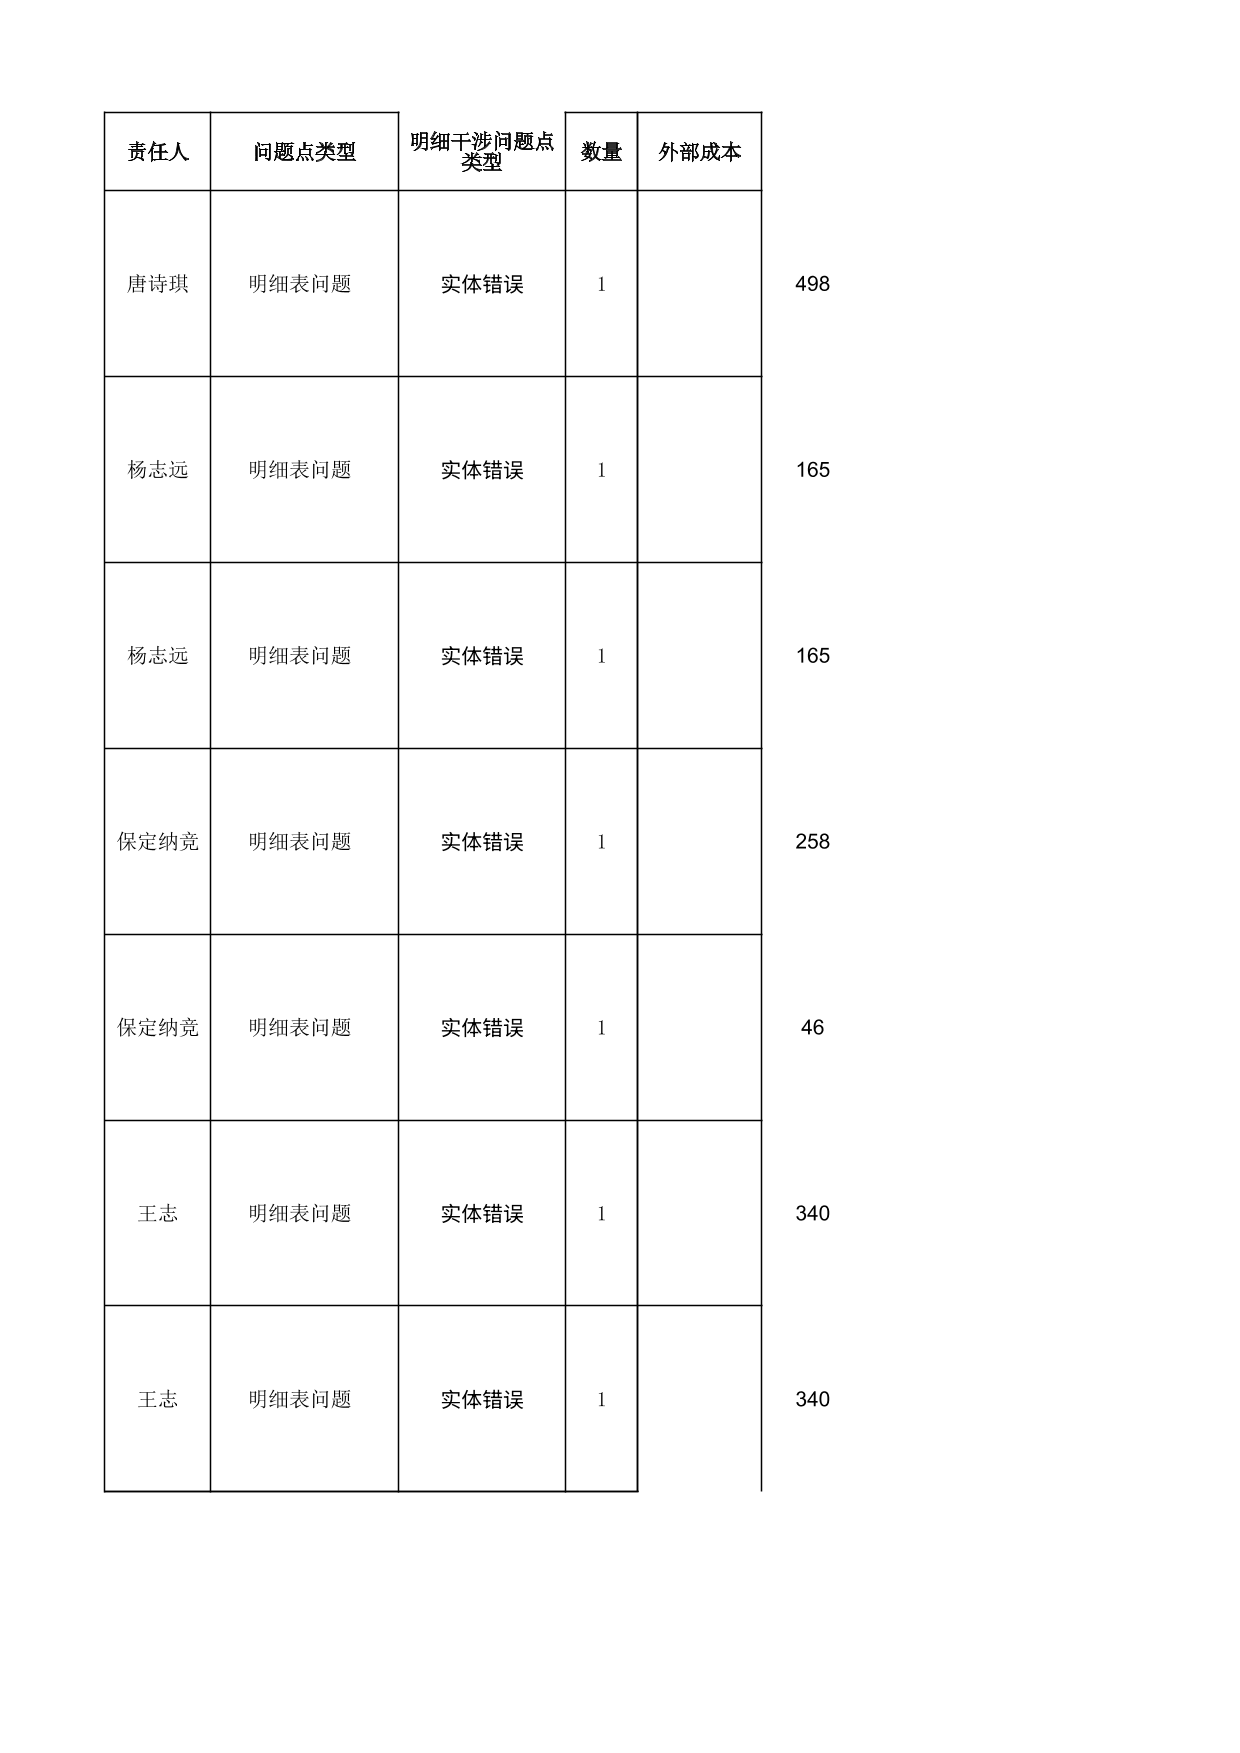 责任人 问题点类型 明细干涉问题点类型 数量 外部成本
唐诗琪 明细表问题 实体错误 1 498
杨志远 明细表问题 实体错误 1 165
杨志远 明细表问题 实体错误 1 165
保定纳竞 明细表问题 实体错误 1 258
保定纳竞 明细表问题 实体错误 1 46
王志 明细表问题 实体错误 1 340
王志 明细表问题 实体错误 1 340